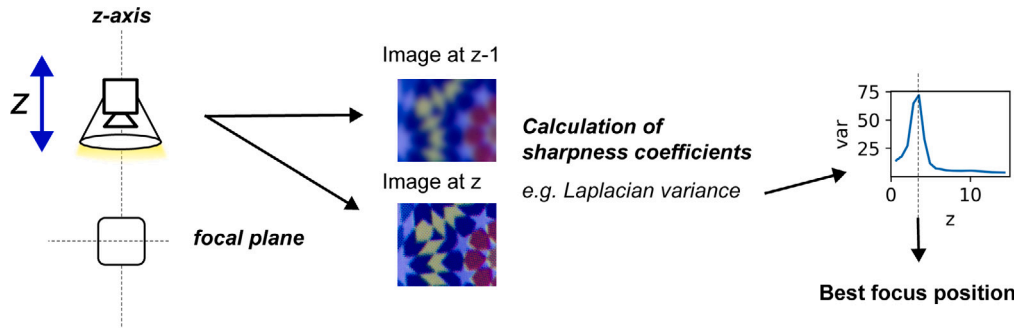 z-axis
Z
focal plane
Image at z-1
Image at z
Calculation of
sharpness coefficients
e.g. Laplacian variance
75
50
25
var
0
10
z
Best focus position